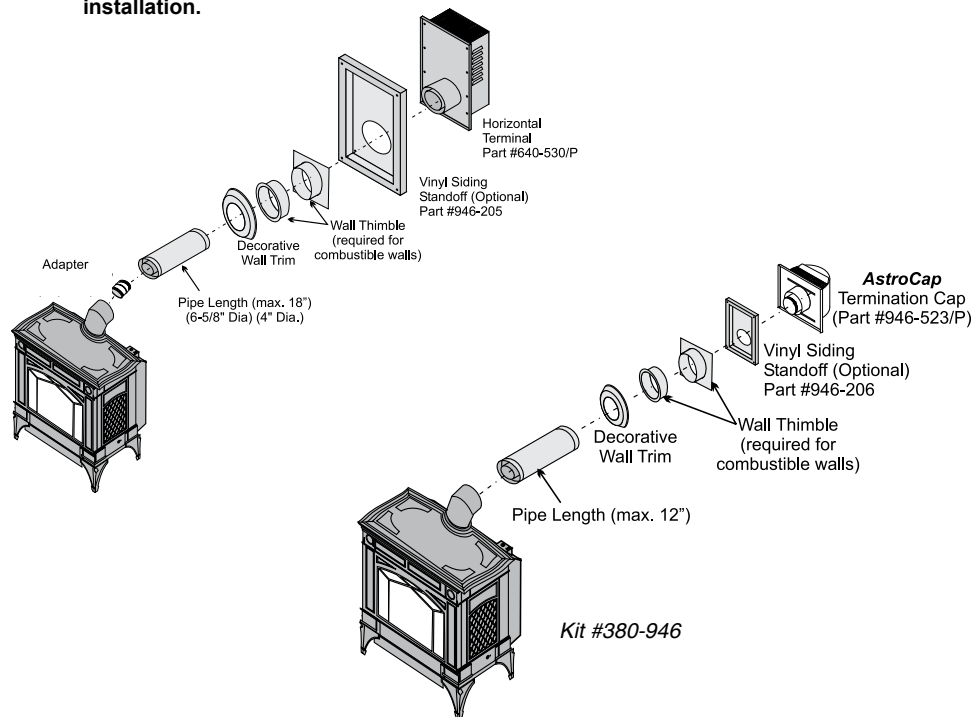 installation.
Horizontal
Terminal
Part #640-530/P
Vinyl Siding
Standoff (Optional)
Part #946-205
Wall Thimble
(required for
combustible walls)
Decorative
Wall Trim
Adapter
Pipe Length (max. 18”)
(6-5/8" Dia) (4" Dia.)
AstroCap
Termination Cap
(Part #946-523/P)
Vinyl Siding
Standoff (Optional)
Part #946-206
Wall Thimble
(required for
combustible walls)
Decorative
Wall Trim
Pipe Length (max. 12”)
Kit #380-946